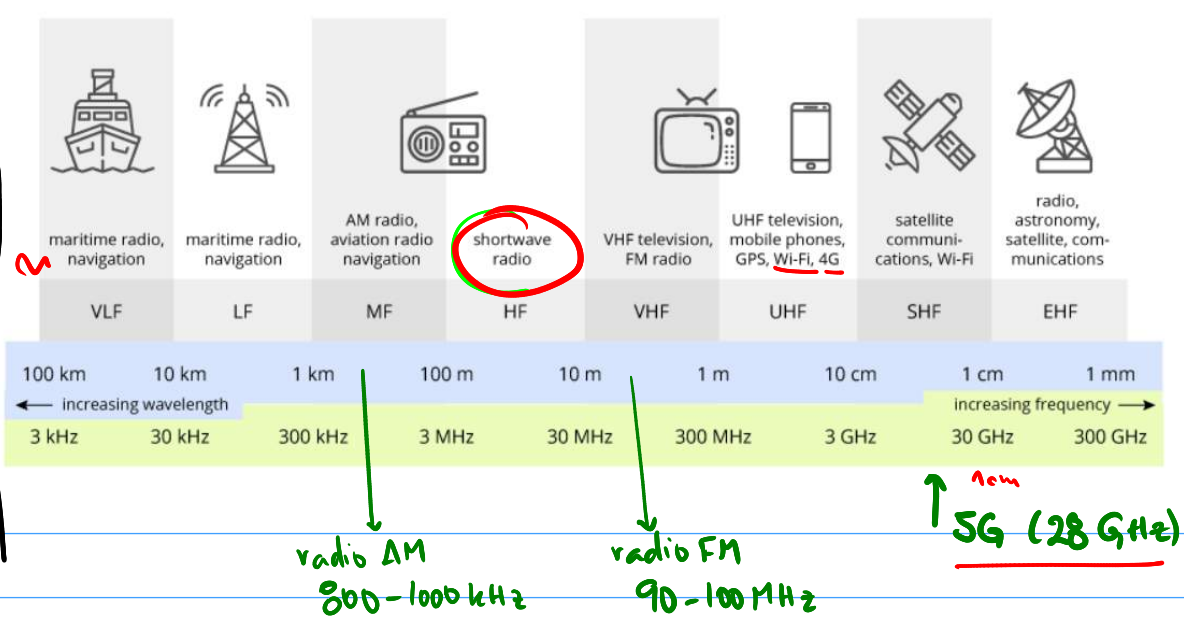 maritime radio,
navigation
maritime radio,
navigation
AM radio,
aviation radio
navigation
shortwave
radio
VHF television,
FM radio
UHF television,
mobile phones,
GPS, Wi-Fi, 4G
satellite
communi-
cations, Wi-Fi
radio,
astronomy,
satellite, com-
munications
VLF LF MF HF VHF UHF SHF EHF
100 km 10 km 1 km 100 m 10 m 1 m 10 cm 1 cm 1 mm
← increasing wavelength increasing frequency →
3 kHz 30 kHz 300 kHz 3 MHz 30 MHz 300 MHz 3 GHz 30 GHz 300 GHz
1cm
5G (28 GHz)
radio AM
800-1000 kHz
radio FM
90-100 MHz